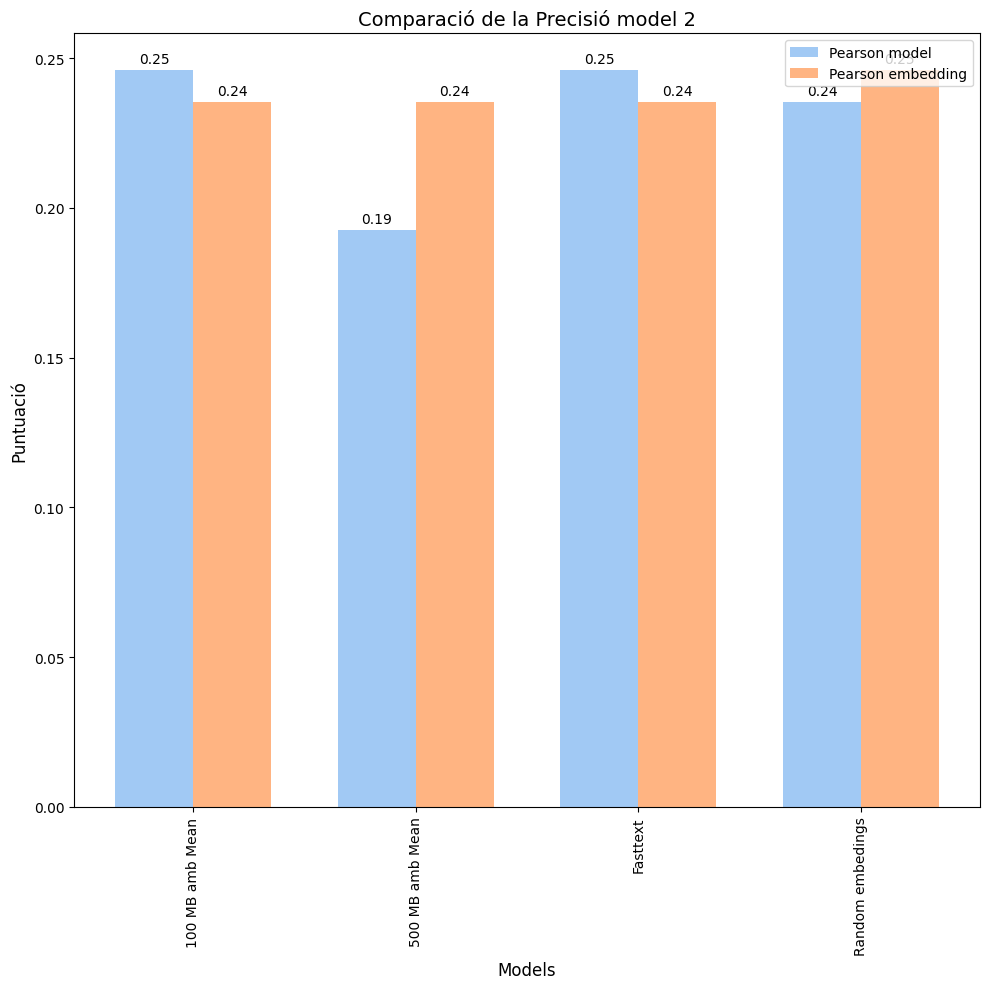 Comparació de la Precisió model 2
Pearson model
Pearson embedding
0.25
0.24
0.19
0.24
0.25
0.24
0.24
0.25
Puntuació
0.25
0.20
0.15
0.10
0.05
0.00
100 MB amb Mean
500 MB amb Mean
Fasttext
Random embedings
Models